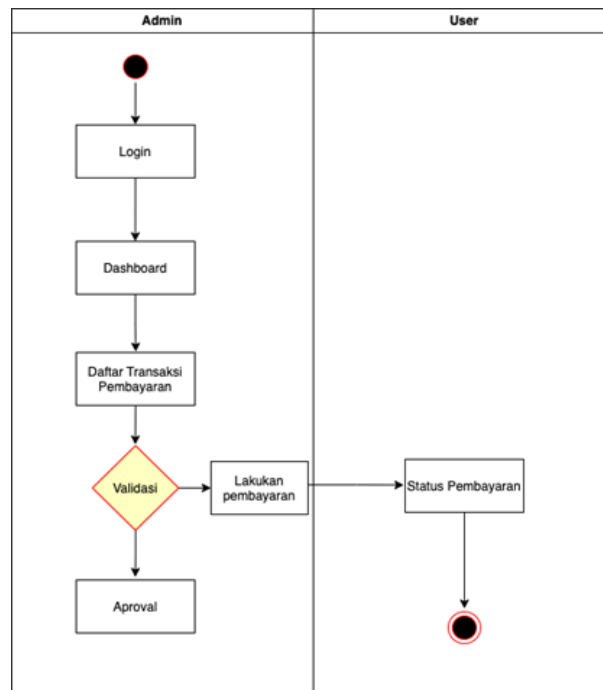 Admin
User
Login
Dashboard
Daftar Transaksi
Pembayaran
Validasi
Lakukan
pembayaran
Status Pembayaran
Aproval